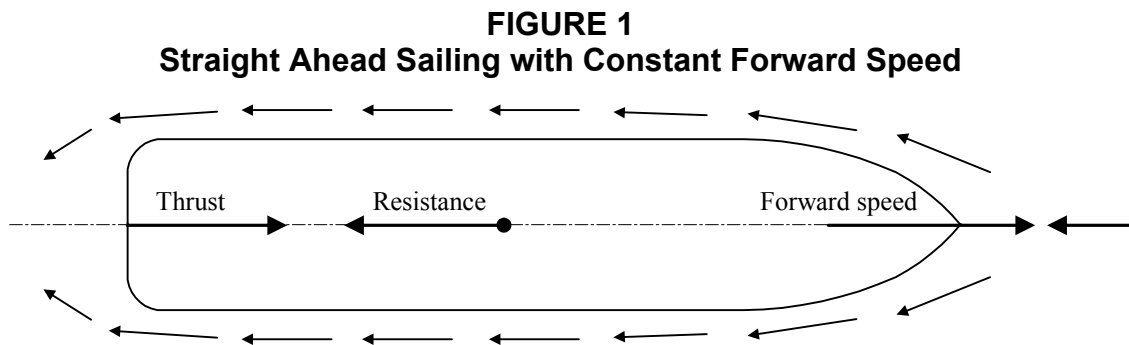 FIGURE 1
Straight Ahead Sailing with Constant Forward Speed
Thrust
Resistance
Forward speed